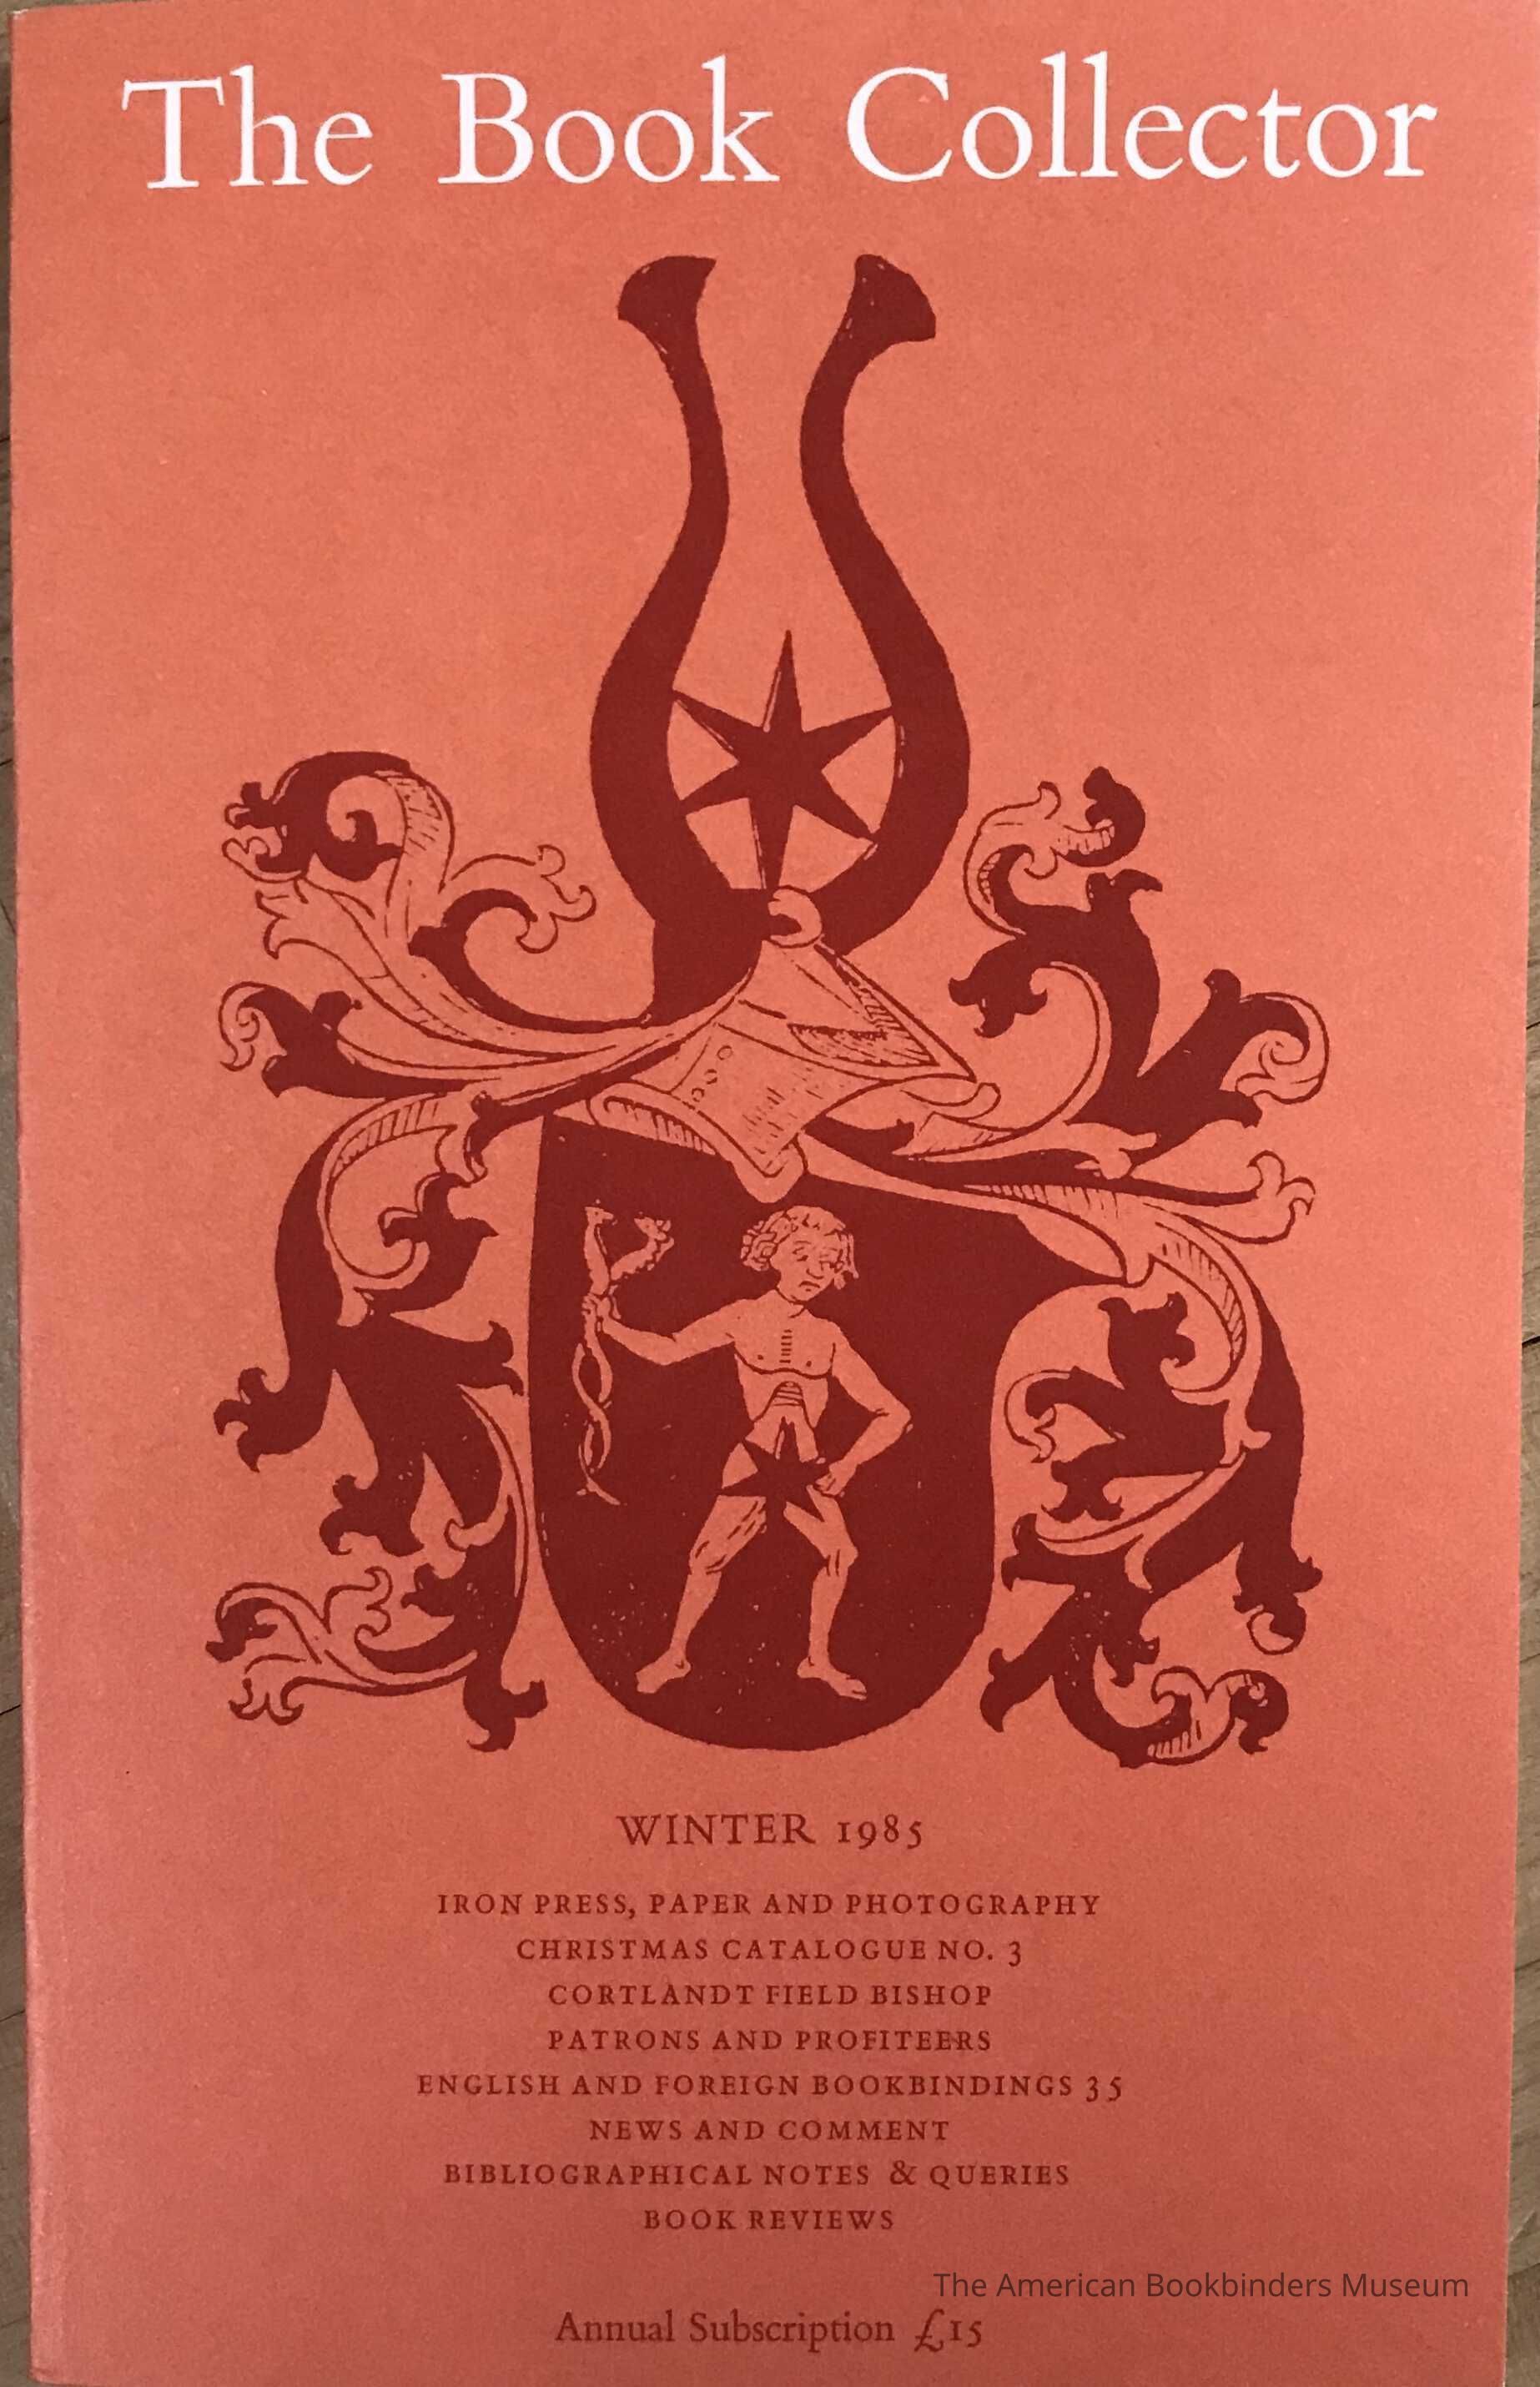 The Book Collector
WINTER 1985
IRON PRESS, PAPER AND PHOTOGRAPHY
CHRISTMAS CATALOGUE NO. 3
CORTLANDT FIELD BISHOP
PATRONS AND PROFITEERS
ENGLISH AND FOREIGN BOOKBINDINGS 35
NEWS AND COMMENT
BIBLIOGRAPHICAL NOTES & QUERIES
BOOK REVIEWS
The American Bookbinders Museum
Annual Subscription £15